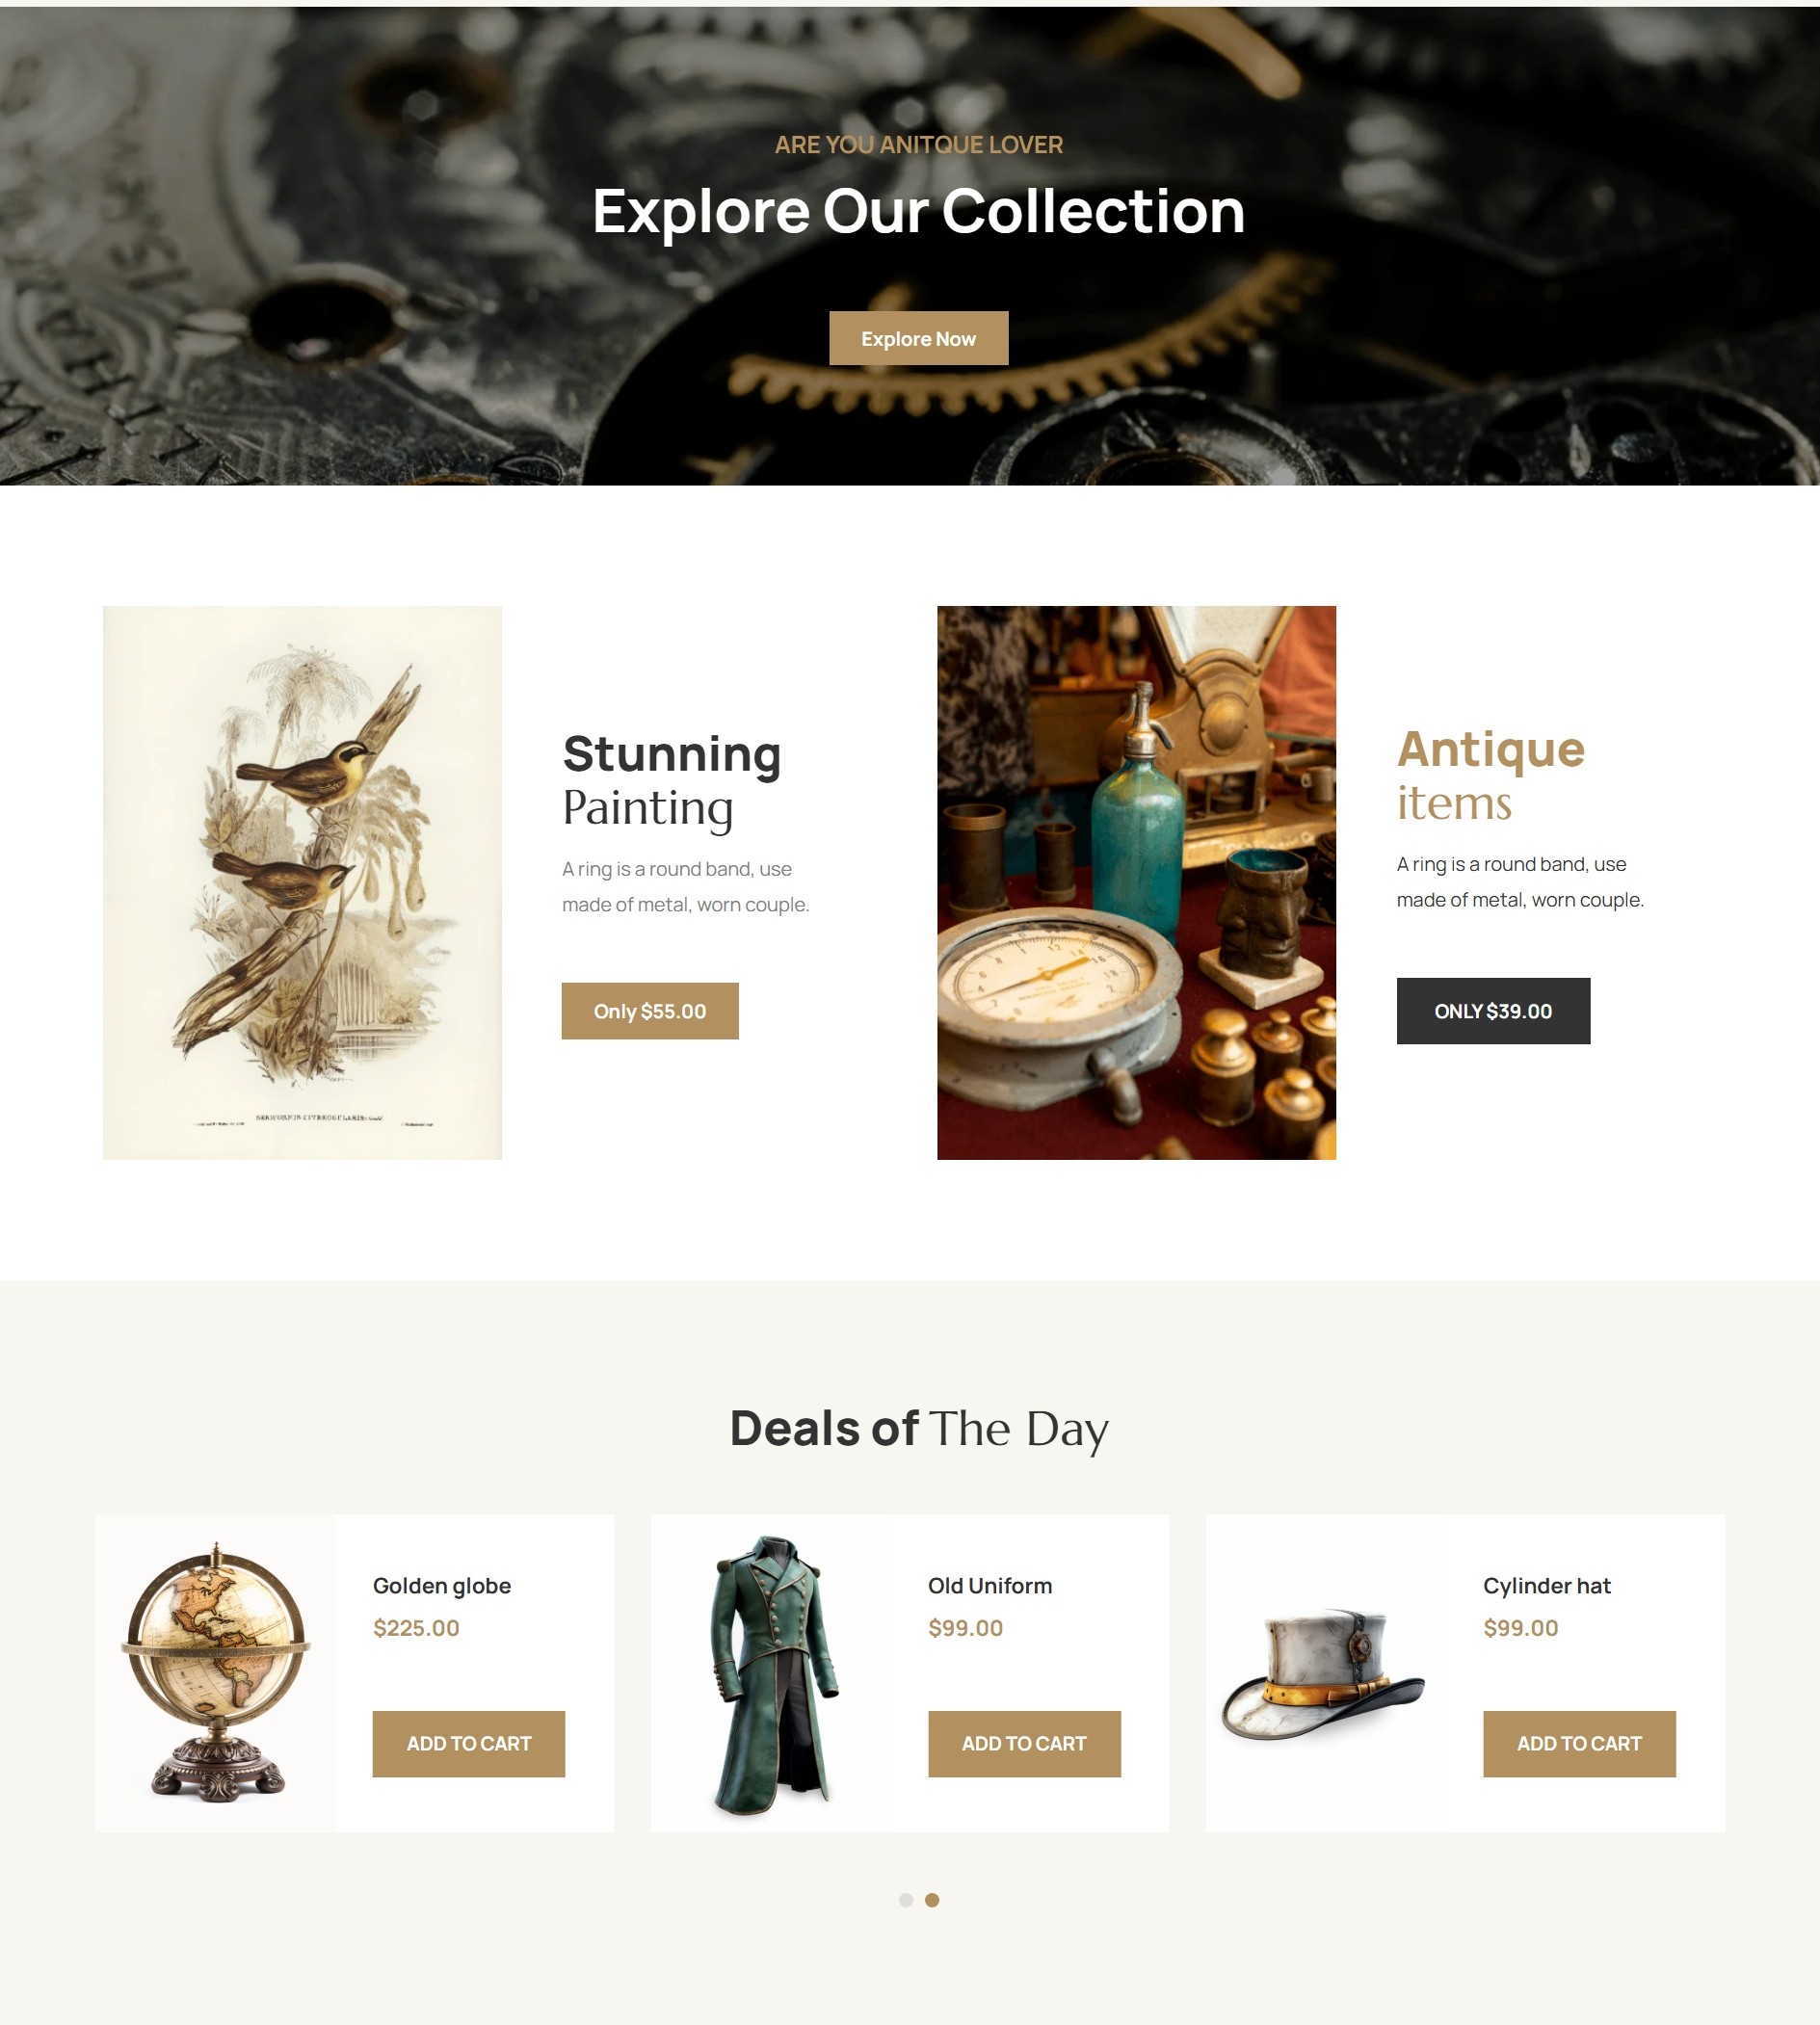 ARE YOU ANITQUE LOVER
Explore Our Collection
Explore Now
Stunning
Painting
A ring is a round band, use
made of metal, worn couple.
Only $55.00
Antique
items
A ring is a round band, use
made of metal, worn couple.
ONLY $39.00
Deals of The Day
Golden globe
$225.00
ADD TO CART
Old Uniform
$99.00
ADD TO CART
Cylinder hat
$99.00
ADD TO CART